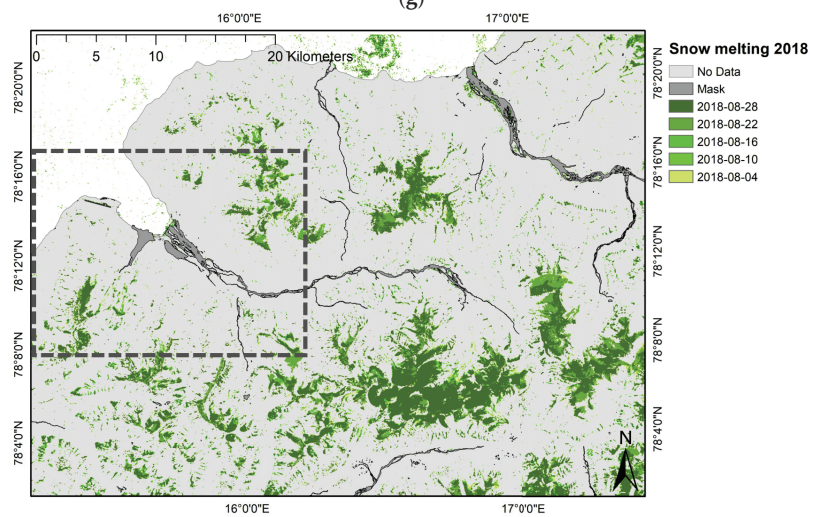 (g)
16°0'0"E 17°0'0"E
0 5 10 20 Kilometers
78°20'0"N
78°16'0"N
78°12'0"N
78°8'0"N
78°4'0"N
78°20'0"N
78°16'0"N
78°12'0"N
78°8'0"N
78°4'0"N
N
16°0'0"E 17°0'0"E
Snow melting 2018
No Data
Mask
2018-08-28
2018-08-22
2018-08-16
2018-08-10
2018-08-04